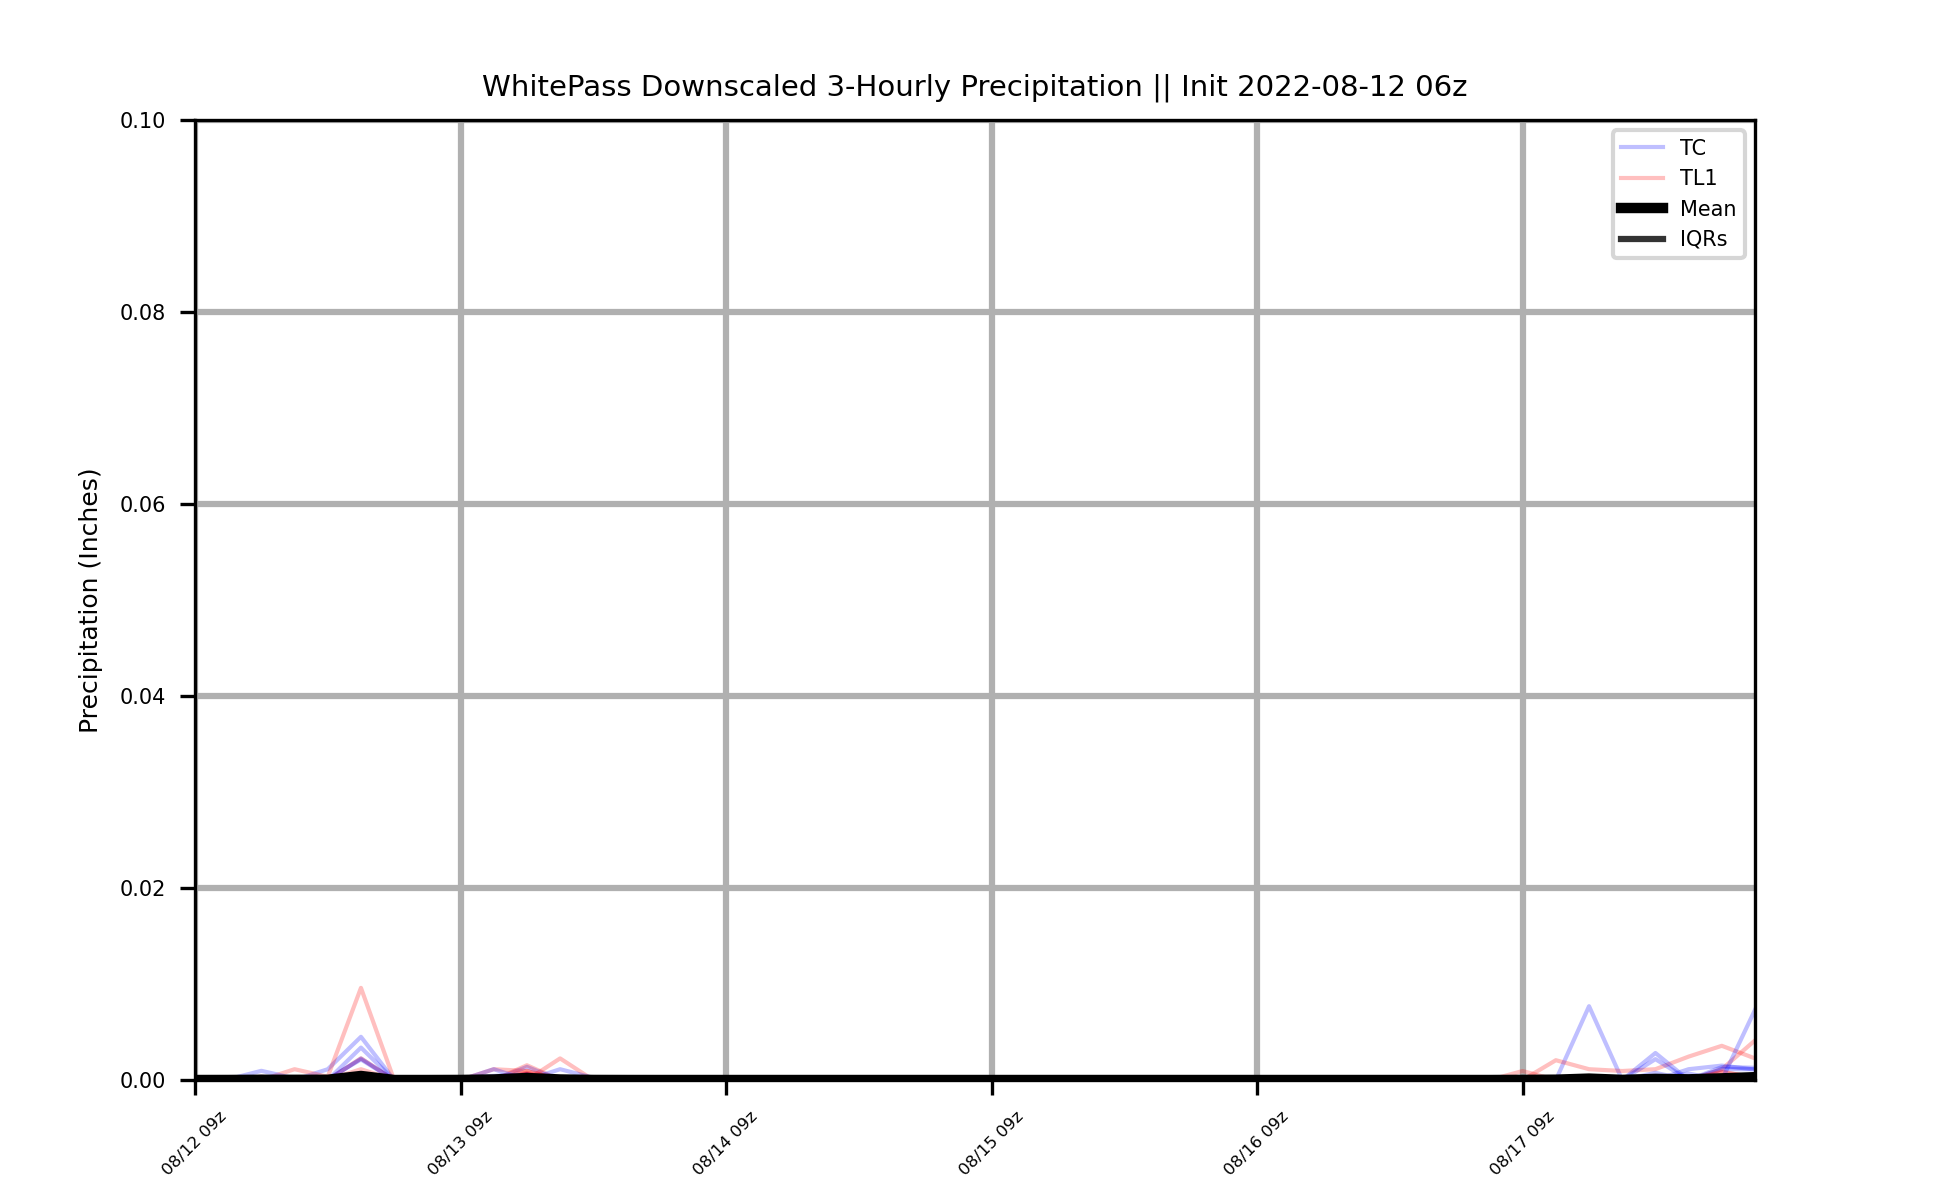 WhitePass Downscaled 3-Hourly Precipitation || Init 2022-08-12 06z
0.10
0.08
0.06
0.04
0.02
0.00
Precipitation (Inches)
TC
TL1
Mean
IQRs
08/12 09z
08/13 09z
08/14 09z
08/15 09z
08/16 09z
08/17 09z